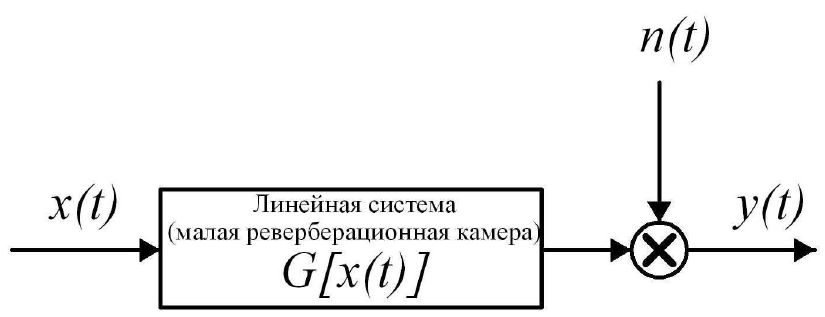 n(t)
x(t)
Линейная система
(малая реверберационная камера)
G[x(t)]
y(t)